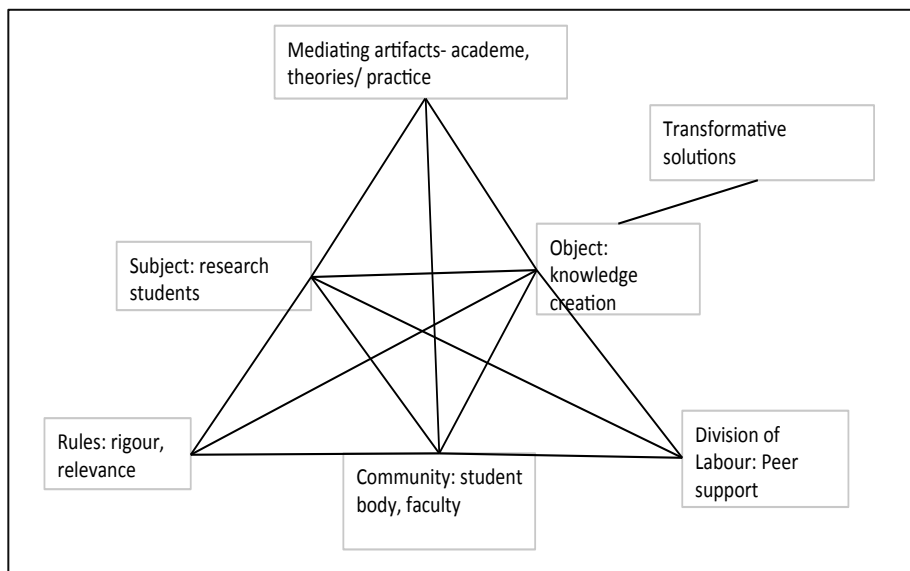 Mediating artifacts- academe,
theories/ practice
Transformative
solutions
Subject: research
students
Object:
knowledge
creation
Rules: rigour,
relevance
Community: student
body, faculty
Division of
Labour: Peer
support